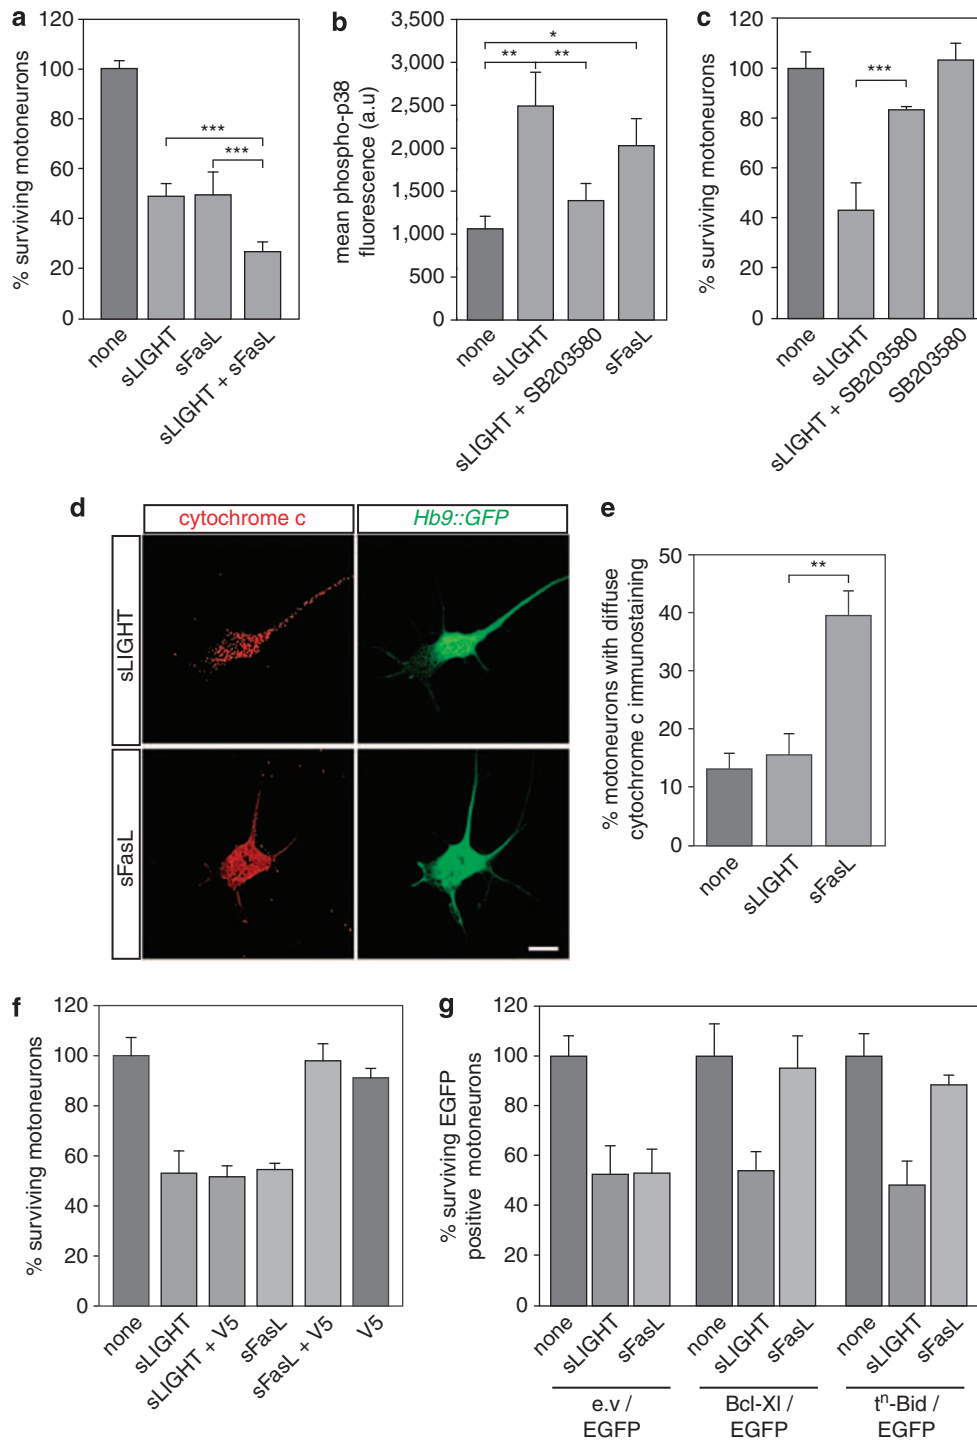 a
% surviving motoneurons
120
100
80
60
40
20
0
***
***
none
sLIGHT
sFasL
sLIGHT + sFasL
b
mean phospho-p38
fluorescence (a.u)
3,500
3,000
2,500
2,000
1,500
1,000
500
0
*
**
**
none
sLIGHT
sLIGHT + SB203580
sFasL
c
% surviving motoneurons
120
100
80
60
40
20
0
***
none
sLIGHT
sLIGHT + SB203580
SB203580
d
cytochrome c
Hb9::GFP
sLIGHT
sFasL
e
% motoneurons with diffuse
cytochrome c immunostaining
50
40
30
20
10
0
**
none
sLIGHT
sFasL
f
% surviving motoneurons
120
100
80
60
40
20
0
none
sLIGHT
sLIGHT + V5
sFasL
sFasL + V5
V5
g
% surviving EGFP
positive motoneurons
120
100
80
60
40
20
0
none
sLIGHT
sFasL
none
sLIGHT
sFasL
none
sLIGHT
sFasL
e.v /
EGFP
Bcl-Xl /
EGFP
tⁿ-Bid /
EGFP